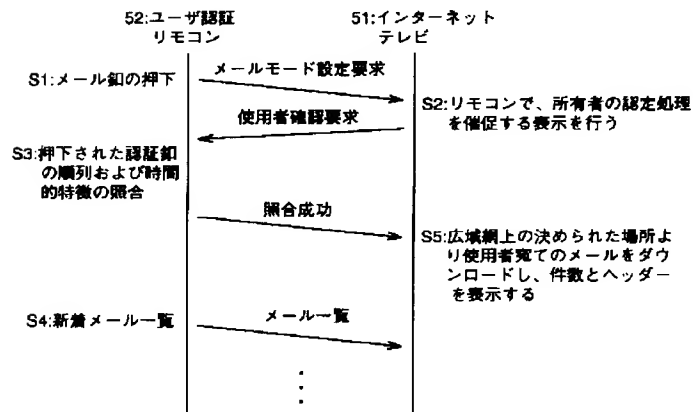 52:ユーザ認証
リモコン
51:インターネット
テレビ
S1:メール釦の押下
メールモード設定要求
S2:リモコンで、所有者の認定処理
を催促する表示を行う
使用者確認要求
S3:押下された認証釦
の順列および時間
的特徴の照合
照合成功
S5:広域網上の決められた場所よ
り使用者宛てのメールをダウ
ンロードし、件数とヘッダー
を表示する
S4:新着メール一覧
メール一覧